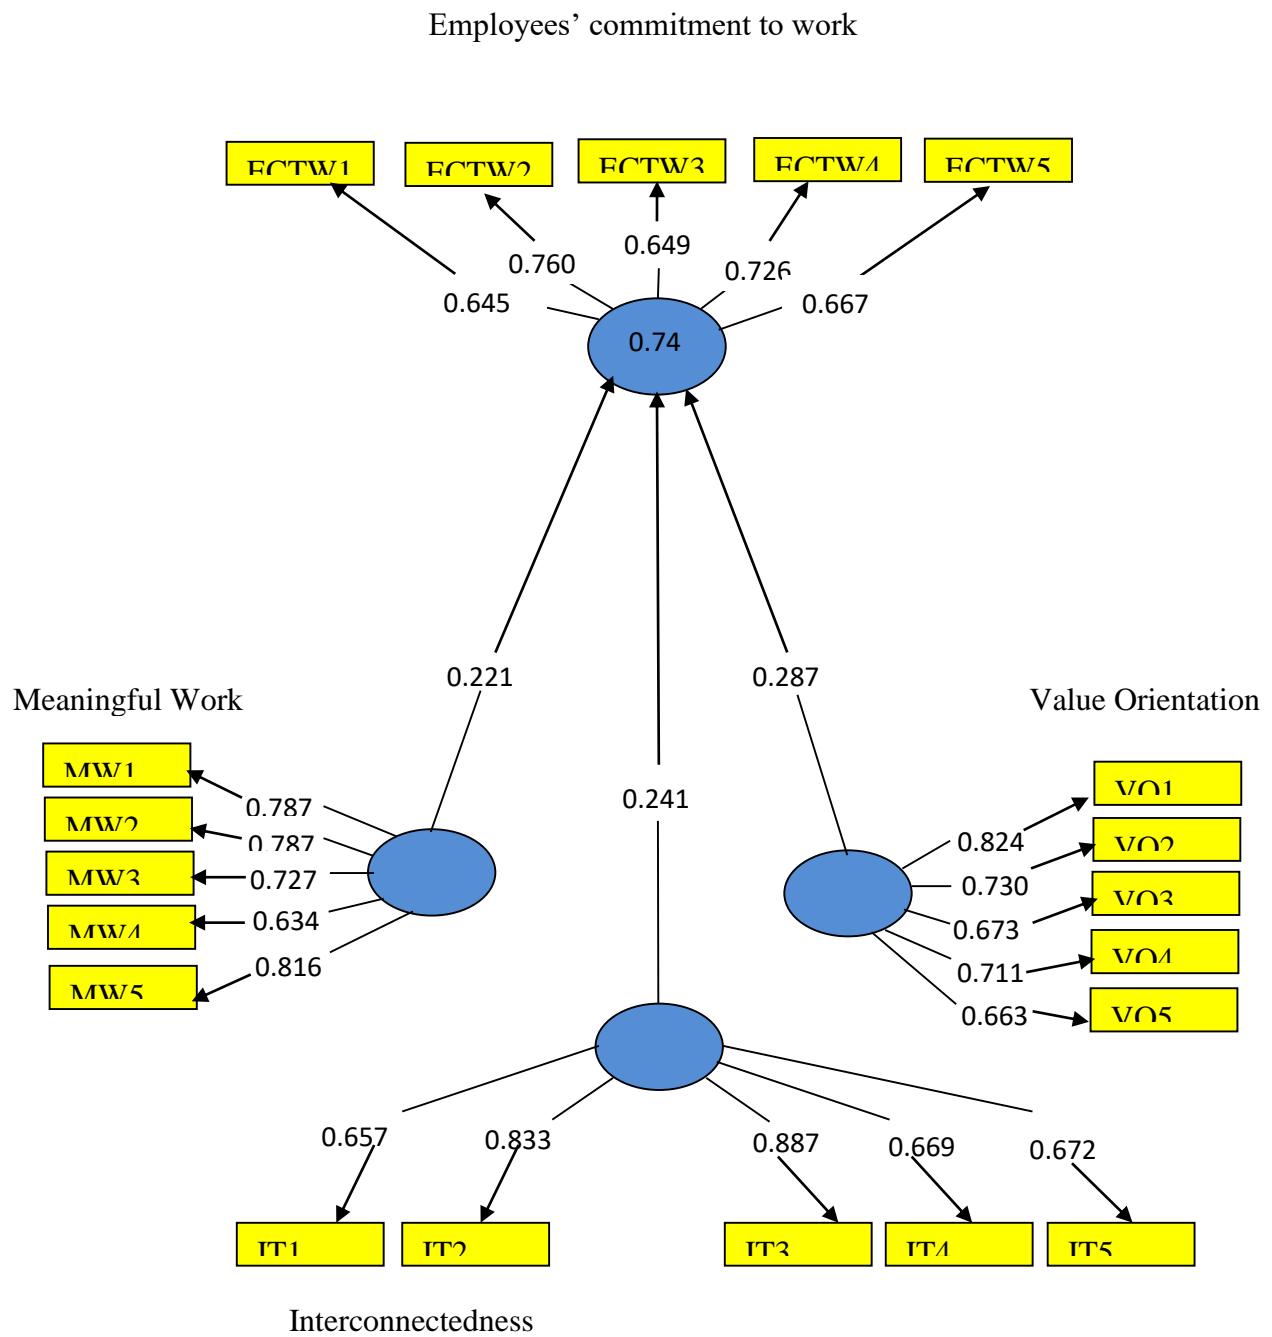 Employees’ commitment to work
ECTW1 ECTW2 ECTW3 ECTW4 ECTW5
0.645 0.760 0.649 0.726 0.667
0.74
0.221 0.287
Meaningful Work
Value Orientation
0.241
MW1
MW2
MW3
MW4
MW5
0.787
0.787
0.727
0.634
0.816
VO1
VO2
VO3
VO4
VO5
0.824
0.730
0.673
0.711
0.663
0.657 0.833 0.887 0.669 0.672
IT1 IT2 IT3 IT4 IT5
Interconnectedness